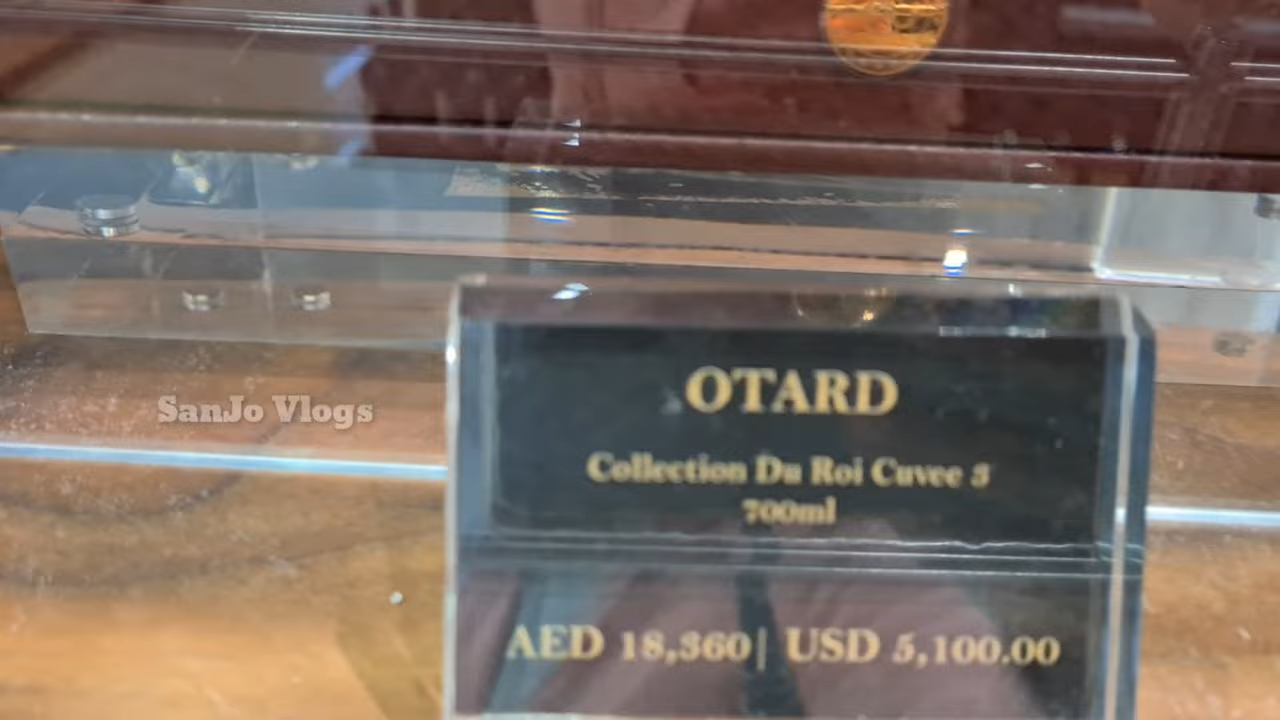 OTARD
SanJo Vlogs
Collection Du Roi Cuvee 5
700ml
AED 18,360| USD 5,100.00